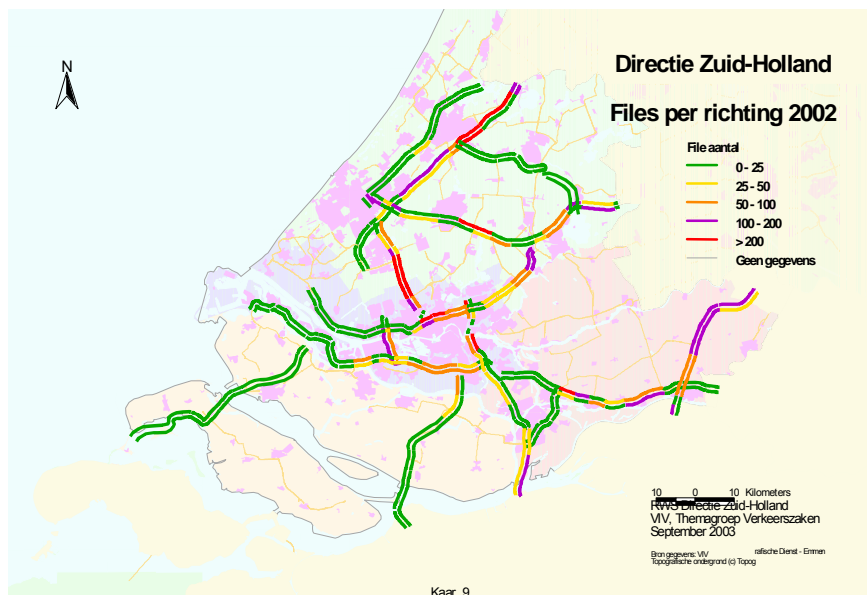 N
Directie Zuid-Holland
Files per richting 2002
File aantal
0 - 25
25 - 50
50 - 100
100 - 200
> 200
Geen gegevens
10 0 10 Kilometers
RWS Directie Zuid-Holland
VIV, Themagroep Verkeerszaken
September 2003
Bron gegevens: VIV rafische Dienst - Emmen
Topografische ondergrond (c) Topog
Kaar 9